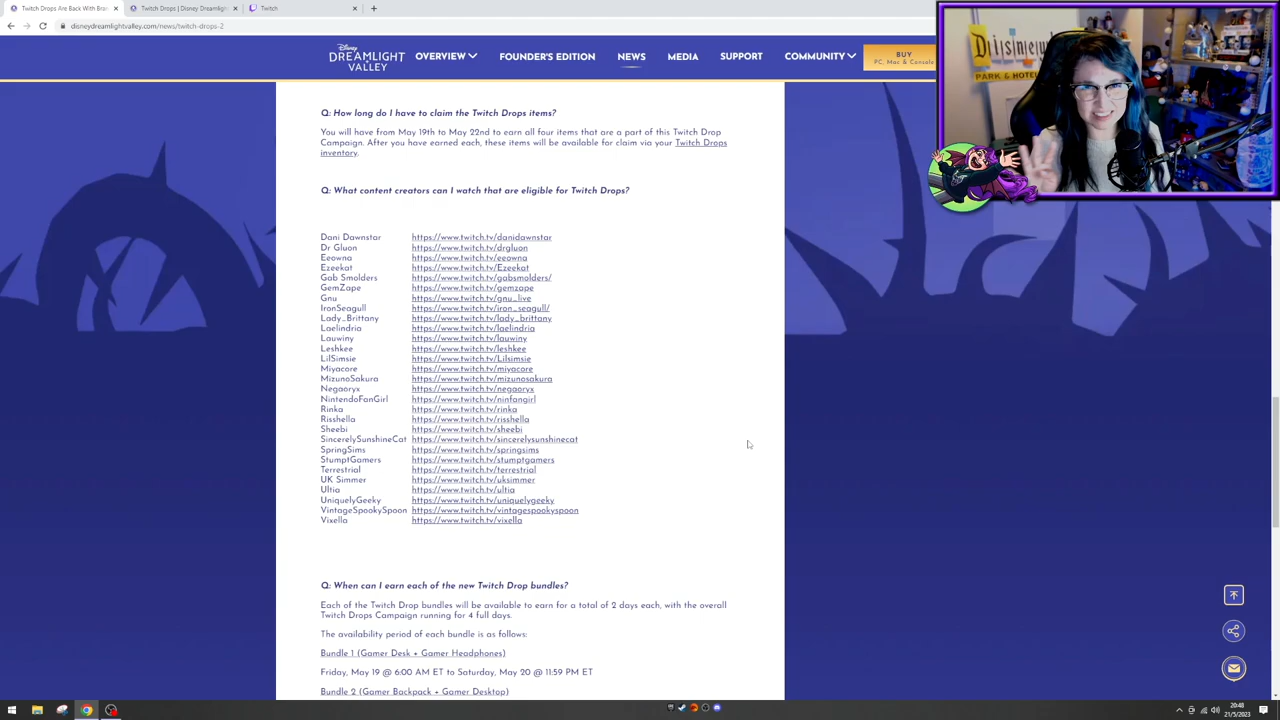 Twitch Drops Are Back With Bran
Twitch Drops | Disney Dreamligh
Twitch
disneydreamlightvalley.com/news/twitch-drops-2
Disney
DREAMLIGHT
VALLEY
OVERVIEW
FOUNDER'S EDITION
NEWS
MEDIA
SUPPORT
COMMUNITY
BUY
PC, Mac & Console
PARK & HOTEL
Q: How long do I have to claim the Twitch Drops items?
You will have from May 19th to May 22nd to earn all four items that are a part of this Twitch Drop
Campaign. After you have earned each, these items will be available for claim via your Twitch Drops
inventory.
Q: What content creators can I watch that are eligible for Twitch Drops?
Dani Dawnstar https://www.twitch.tv/danidawnstar
Dr Gluon https://www.twitch.tv/drgluon
Eeowna https://www.twitch.tv/eeowna
Ezeekat https://www.twitch.tv/Ezeekat
Gab Smolders https://www.twitch.tv/gabsmolders/
GemZape https://www.twitch.tv/gemzape
Gnu https://www.twitch.tv/gnu_live
IronSeagull https://www.twitch.tv/iron_seagull/
Lady_Brittany https://www.twitch.tv/lady_brittany
Laelindria https://www.twitch.tv/laelindria
Lauwiny https://www.twitch.tv/lauwiny
Leshkee https://www.twitch.tv/leshkee
LilSimsie https://www.twitch.tv/Lilsimsie
Miyacore https://www.twitch.tv/miyacore
MizunoSakura https://www.twitch.tv/mizunosakura
Negaoryx https://www.twitch.tv/negaoryx
NintendoFanGirl https://www.twitch.tv/ninfangirl
Rinka https://www.twitch.tv/rinka
Risshella https://www.twitch.tv/risshella
Sheebi https://www.twitch.tv/sheebi
SincerelySunshineCat https://www.twitch.tv/sincerelysunshinecat
SpringSims https://www.twitch.tv/springsims
StumptGamers https://www.twitch.tv/stumptgamers
Terrestrial https://www.twitch.tv/terrestrial
UK Simmer https://www.twitch.tv/uksimmer
Ultia https://www.twitch.tv/ultia
UniquelyGeeky https://www.twitch.tv/uniquelygeeky
VintageSpookySpoon https://www.twitch.tv/vintagespookyspoon
Vixella https://www.twitch.tv/vixella
Q: When can I earn each of the new Twitch Drop bundles?
Each of the Twitch Drop bundles will be available to earn for a total of 2 days each, with the overall
Twitch Drops Campaign running for 4 full days.
The availability period of each bundle is as follows:
Bundle 1 (Gamer Desk + Gamer Headphones)
Friday, May 19 @ 6:00 AM ET to Saturday, May 20 @ 11:59 PM ET
Bundle 2 (Gamer Backpack + Gamer Desktop)
20:48
21/5/2023